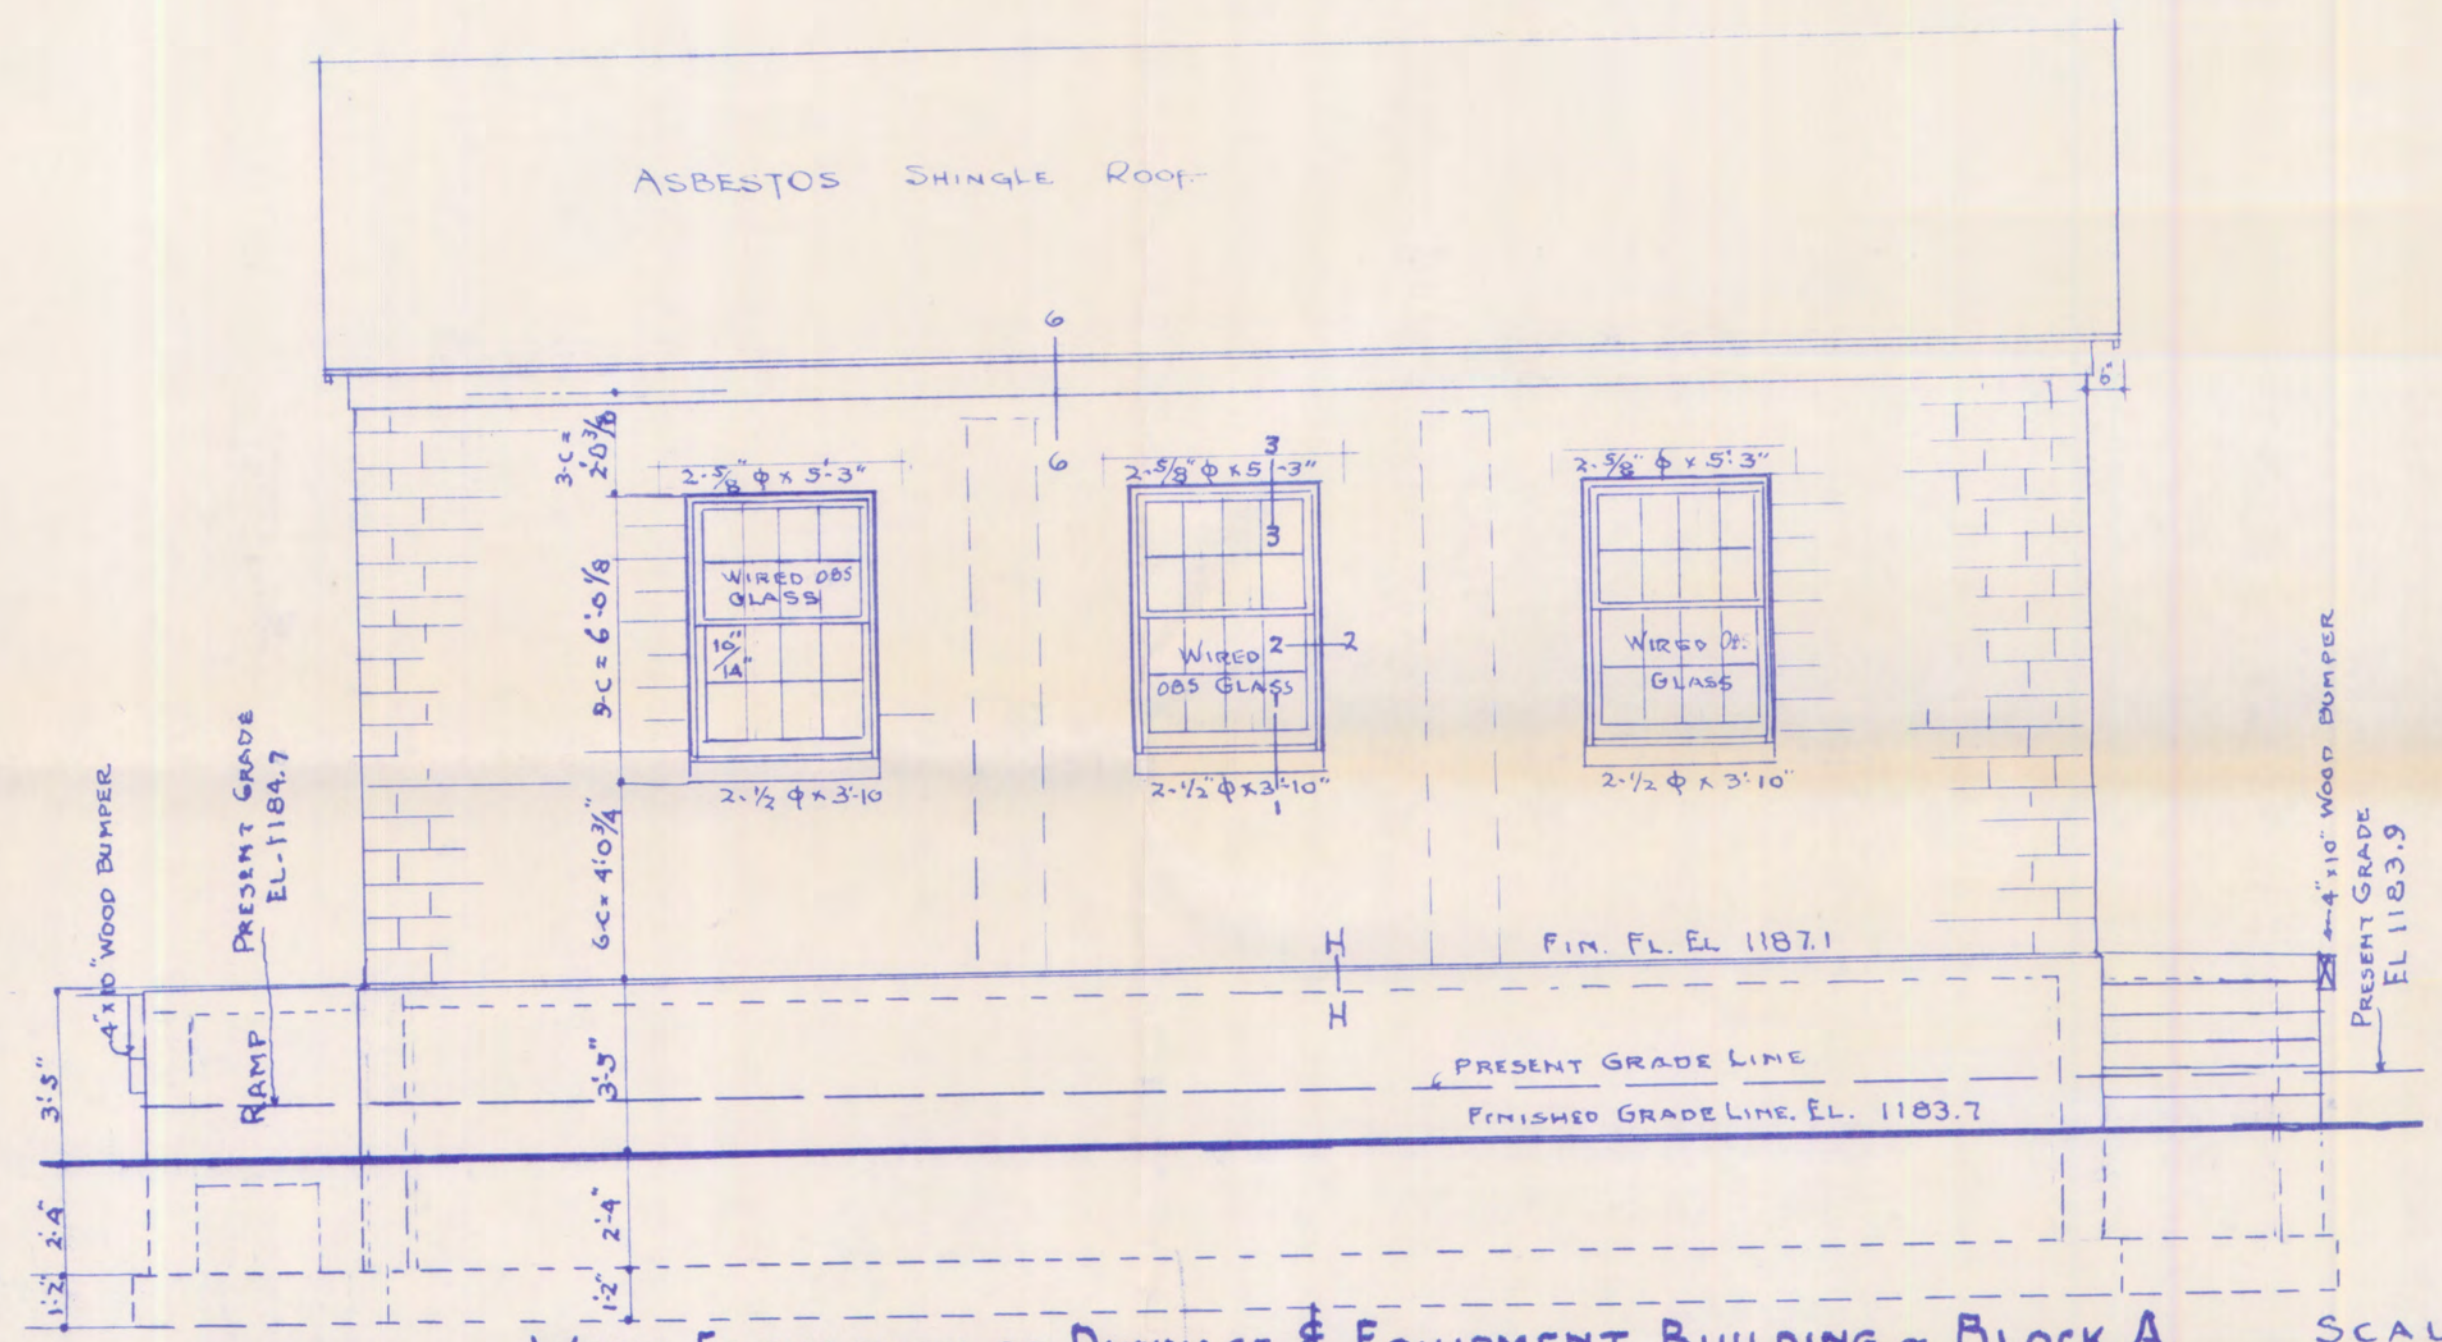 ASBESTOS SHINGLE ROOF
6
6
3-C =
2'-0 3/8
9-C = 6'-0 1/8
6-C = 4'-0 3/4"
2-5/8" φ x 5'-3"
2-5/8" φ x 5'-3"
2-5/8" φ x 5'-3"
3
3
WIRED OBS
GLASS
10"
14"
WIRED
OBS GLASS
2
2
1
1
WIRED OBS.
GLASS
2-1/2 φ x 3'-10
2-1/2" φ x 3'-10"
2-1/2 φ x 3'-10"
4"x10" WOOD BUMPER
PRESENT GRADE
EL-1184.7
4"x10" WOOD BUMPER
PRESENT GRADE
EL 1183.9
FIN. FL. EL 1187.1
H
H
RAMP
PRESENT GRADE LINE
FINISHED GRADE LINE. EL. 1183.7
3'-5"
2'-4"
1'-2"
3'-5"
2'-4"
1'-2"
& EQUIPMENT BUILDING - BLOCK A